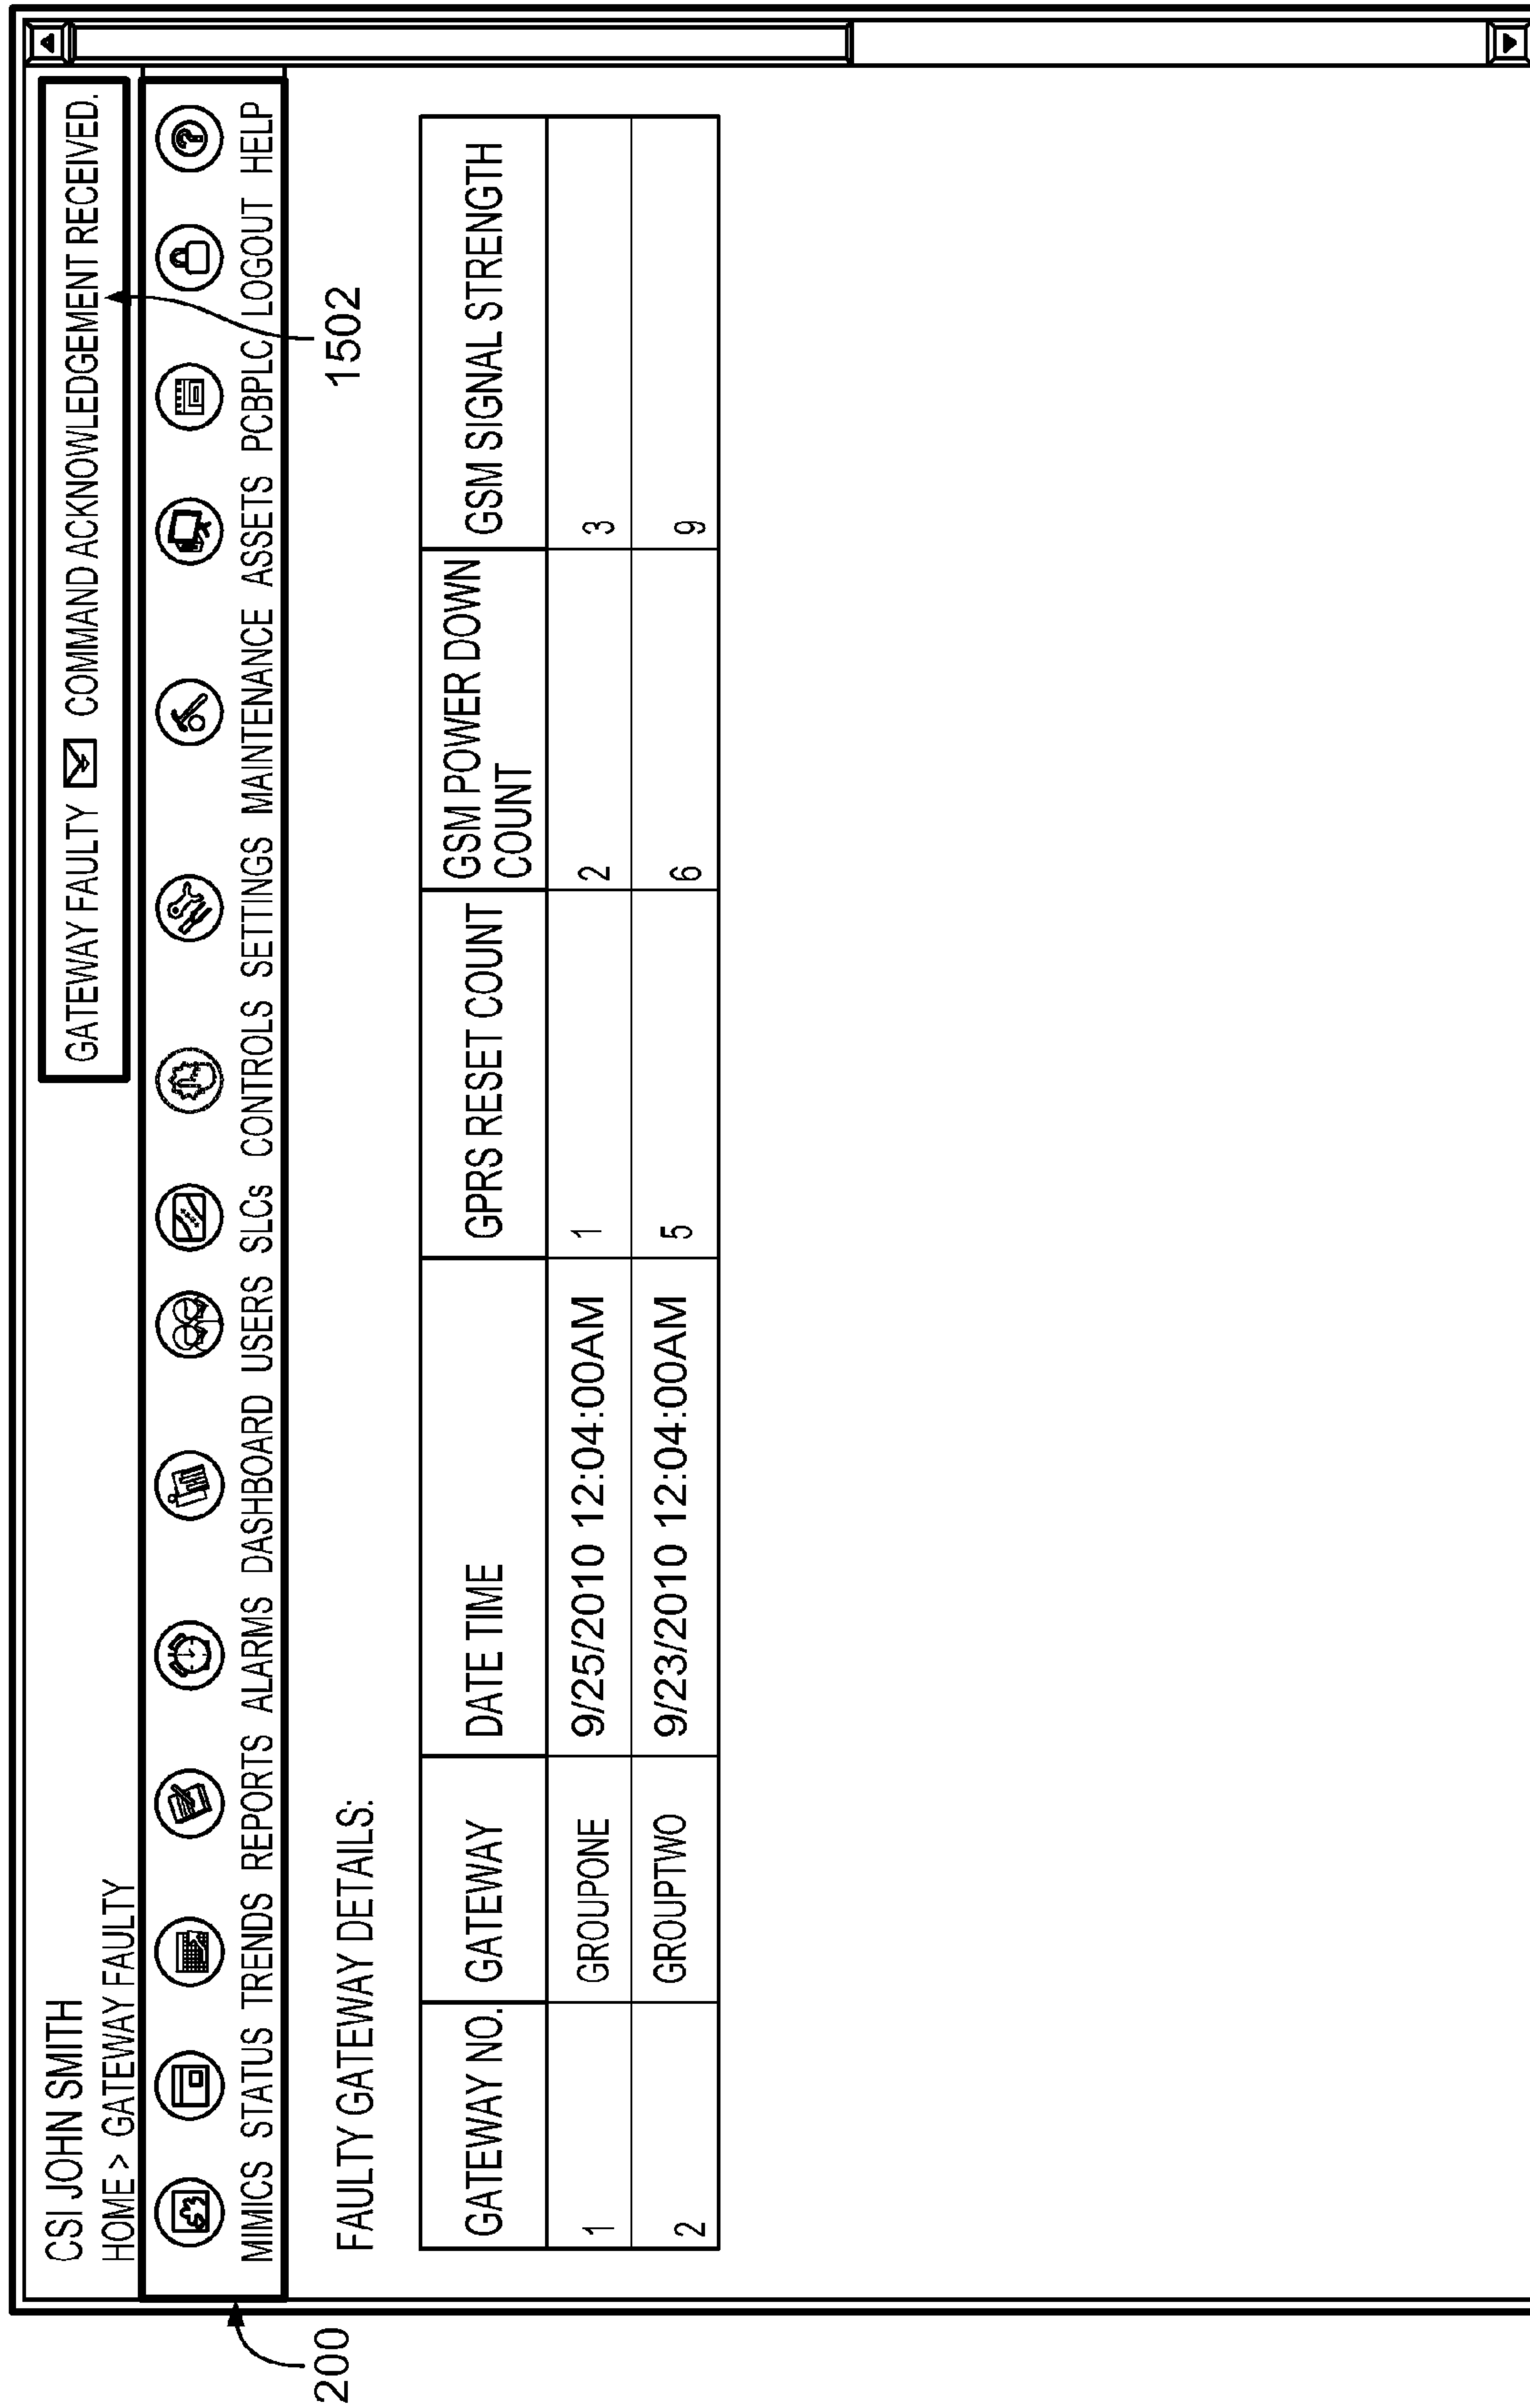 CSI JOHN SMITH
GATEWAY FAULTY COMMAND ACKNOWLEDGEMENT RECEIVED.
HOME > GATEWAY FAULTY
MIMICS STATUS TRENDS REPORTS ALARMS DASHBOARD USERS SLCs CONTROLS SETTINGS MAINTENANCE ASSETS PCBPLC LOGOUT HELP
200
1502
FAULTY GATEWAY DETAILS:
GATEWAY NO. GATEWAY DATE TIME GPRS RESET COUNT GSM POWER DOWN COUNT GSM SIGNAL STRENGTH
1 GROUPONE 9/25/2010 12:04:00AM 1 2 3
2 GROUPTWO 9/23/2010 12:04:00AM 5 6 9